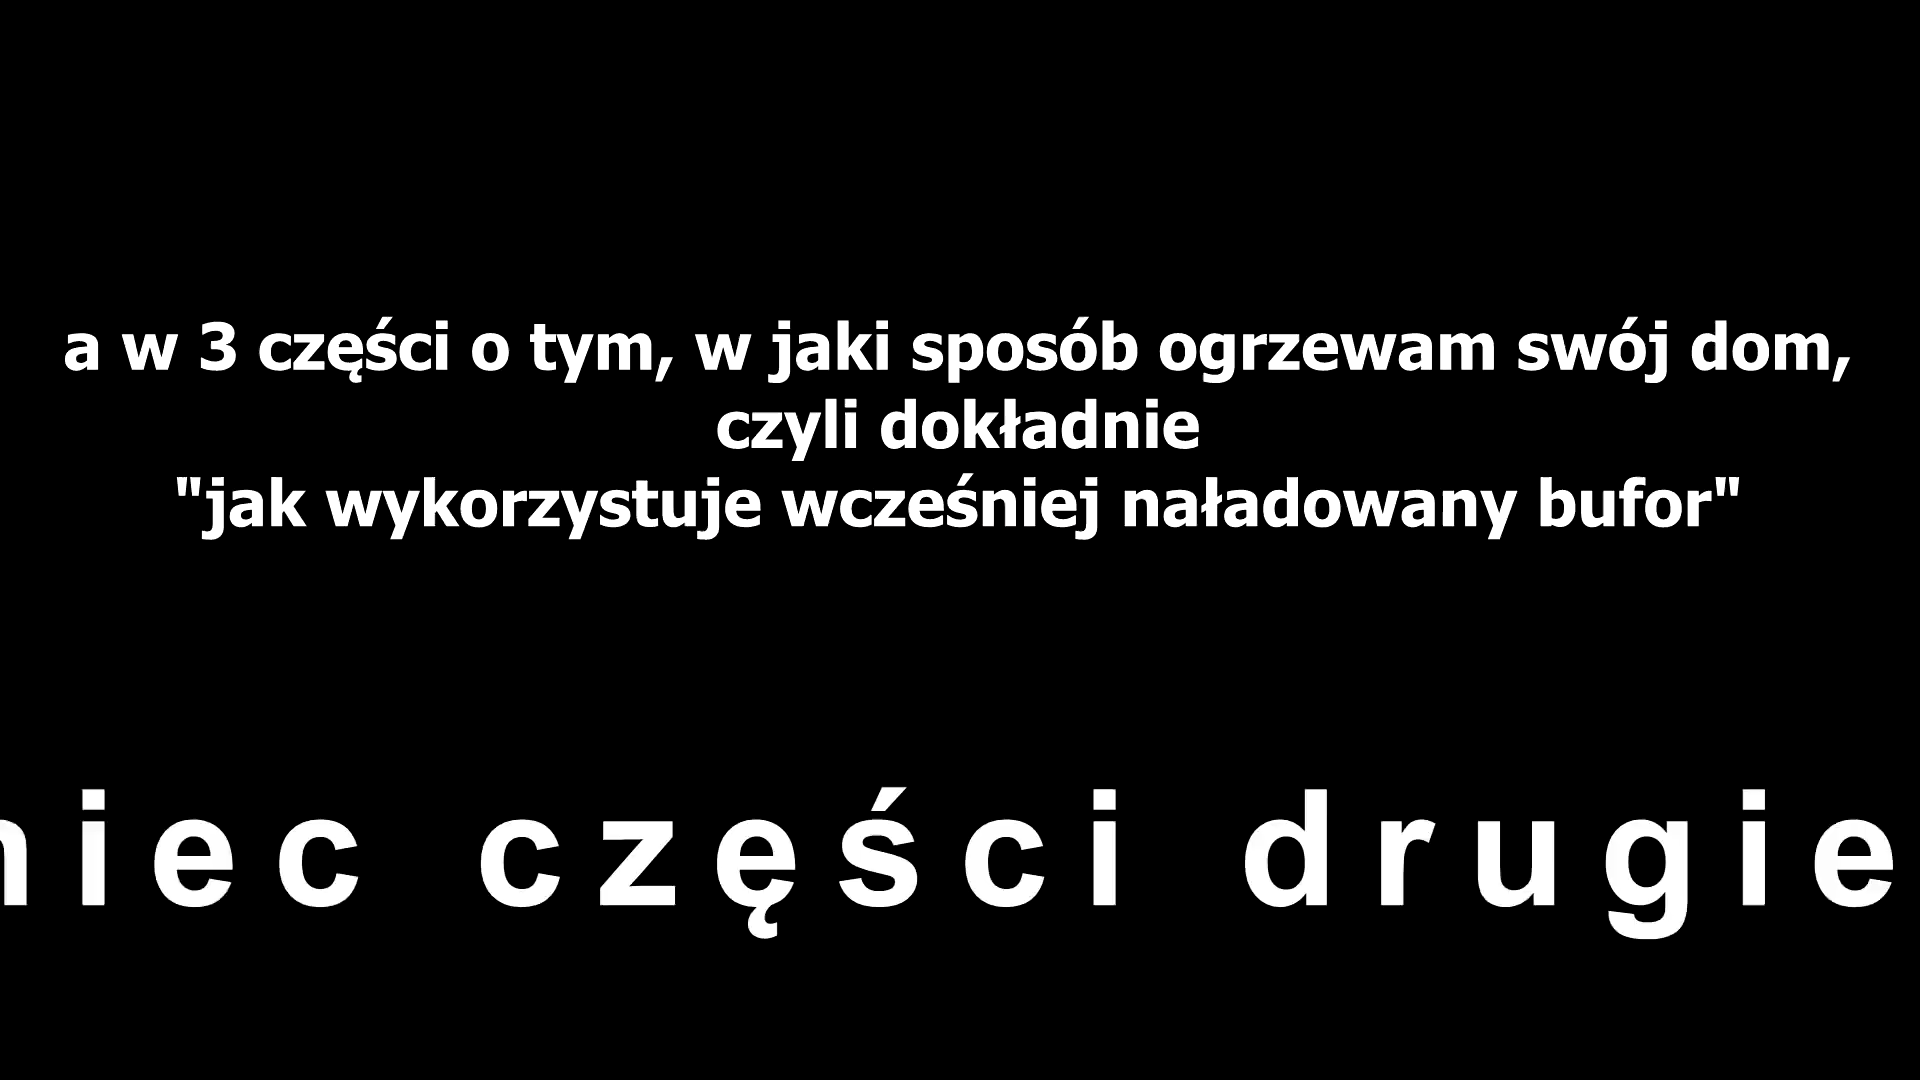 a w 3 części o tym, w jaki sposób ogrzewam swój dom,
czyli dokładnie
"jak wykorzystuje wcześniej naładowany bufor"
niec części drugie